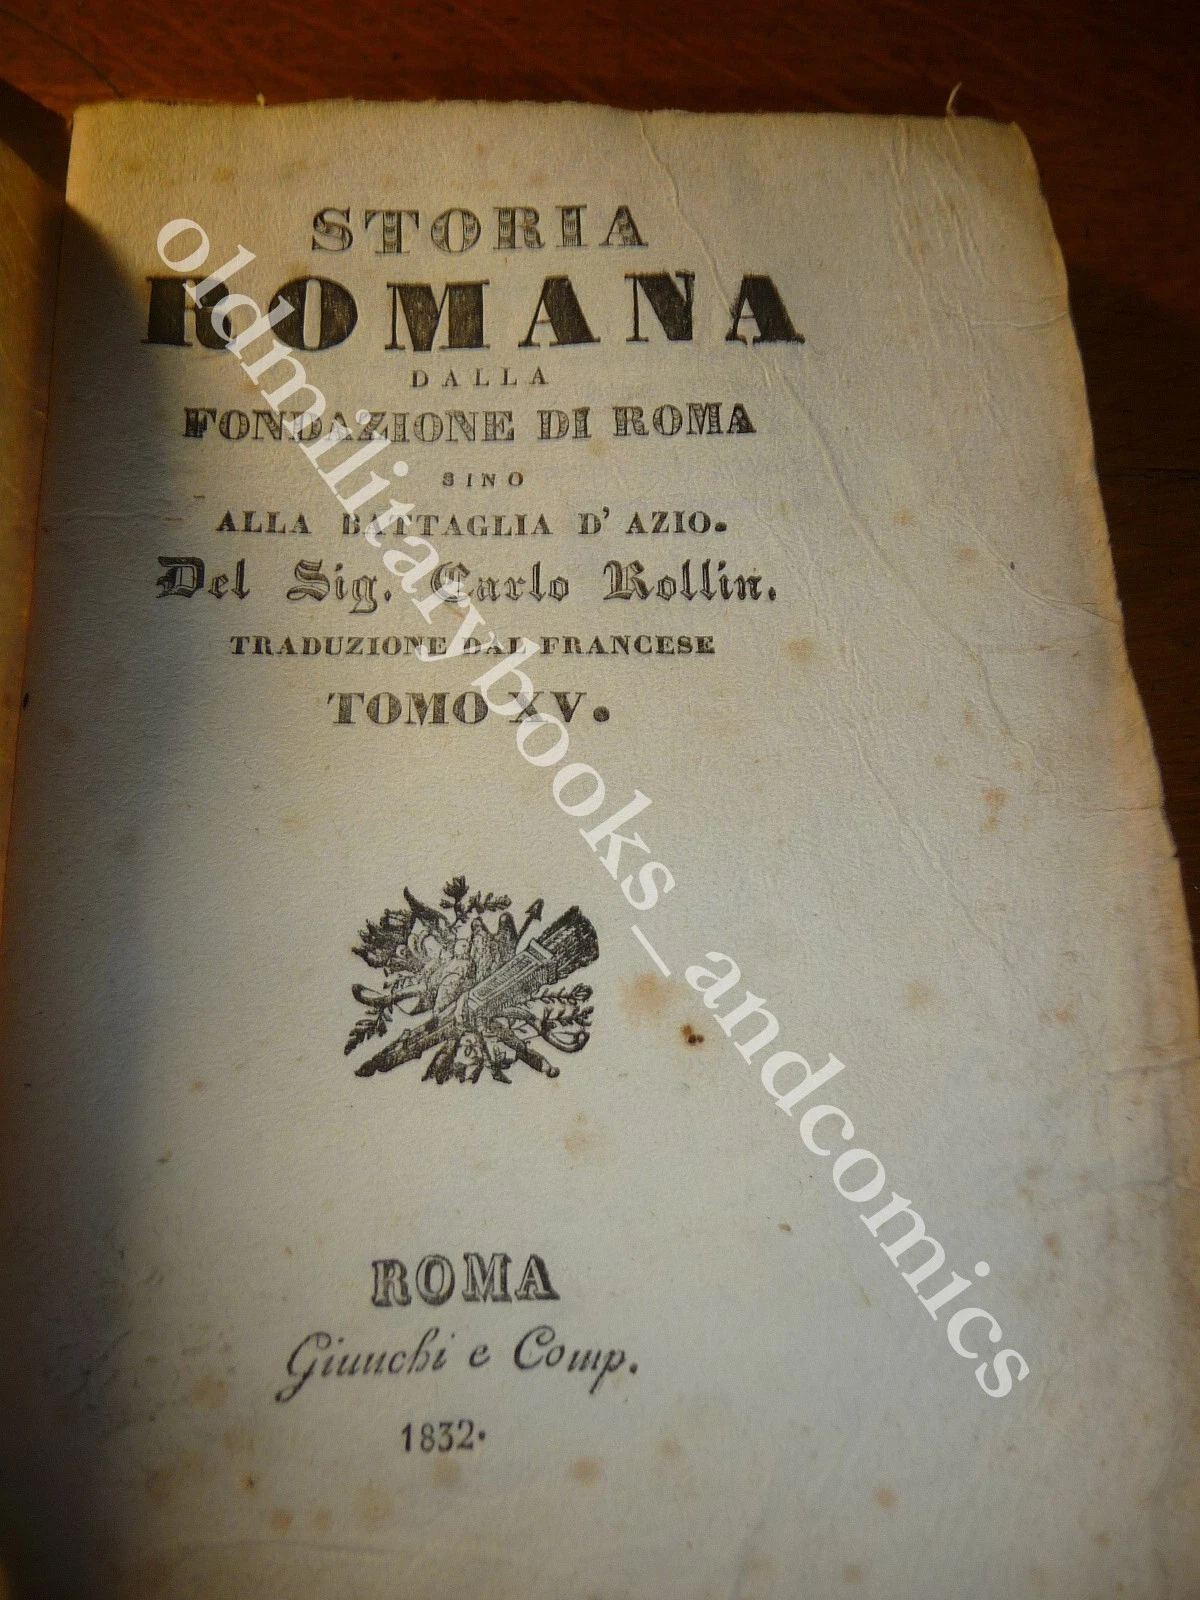 STORIA
ROMANA
DALLA
FONDAZIONE DI ROMA
SINO
ALLA BATTAGLIA D' AZIO.
Del Sig. Carlo Rollin.
TRADUZIONE DAL FRANCESE
TOMO XV.
ROMA
Giunchi e Comp.
1832.
oldmilitarybooks_andcomics